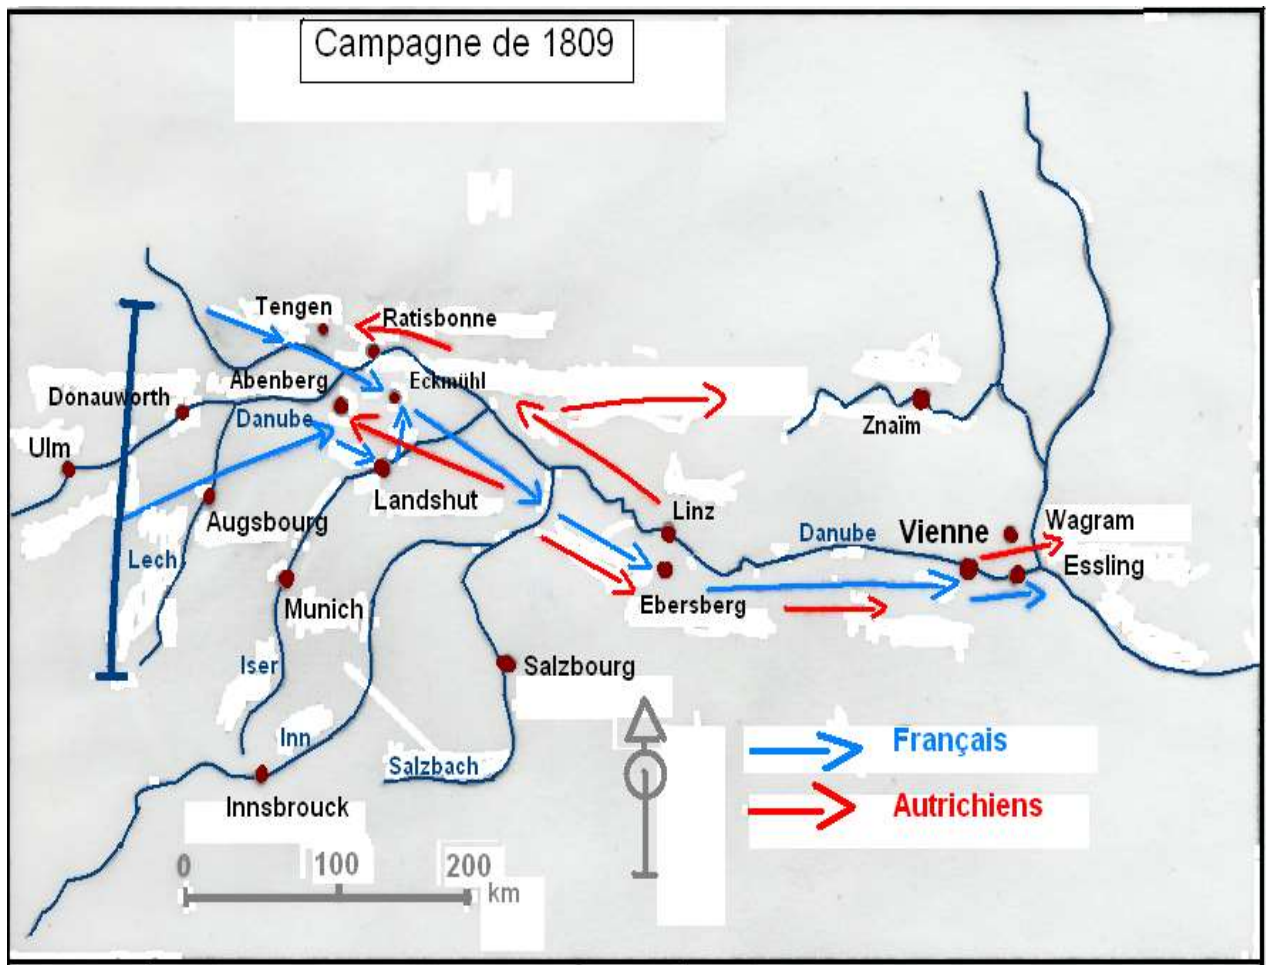 Campagne de 1809
Tengen
Ratisbonne
Abenberg
Eckmühl
Donauworth
Danube
Ulm
Znaïm
Landshut
Augsbourg
Linz
Danube
Vienne
Wagram
Lech
Essling
Munich
Ebersberg
Iser
Salzbourg
Inn
Salzbach
Français
Innsbrouck
Autrichiens
0 100 200
km